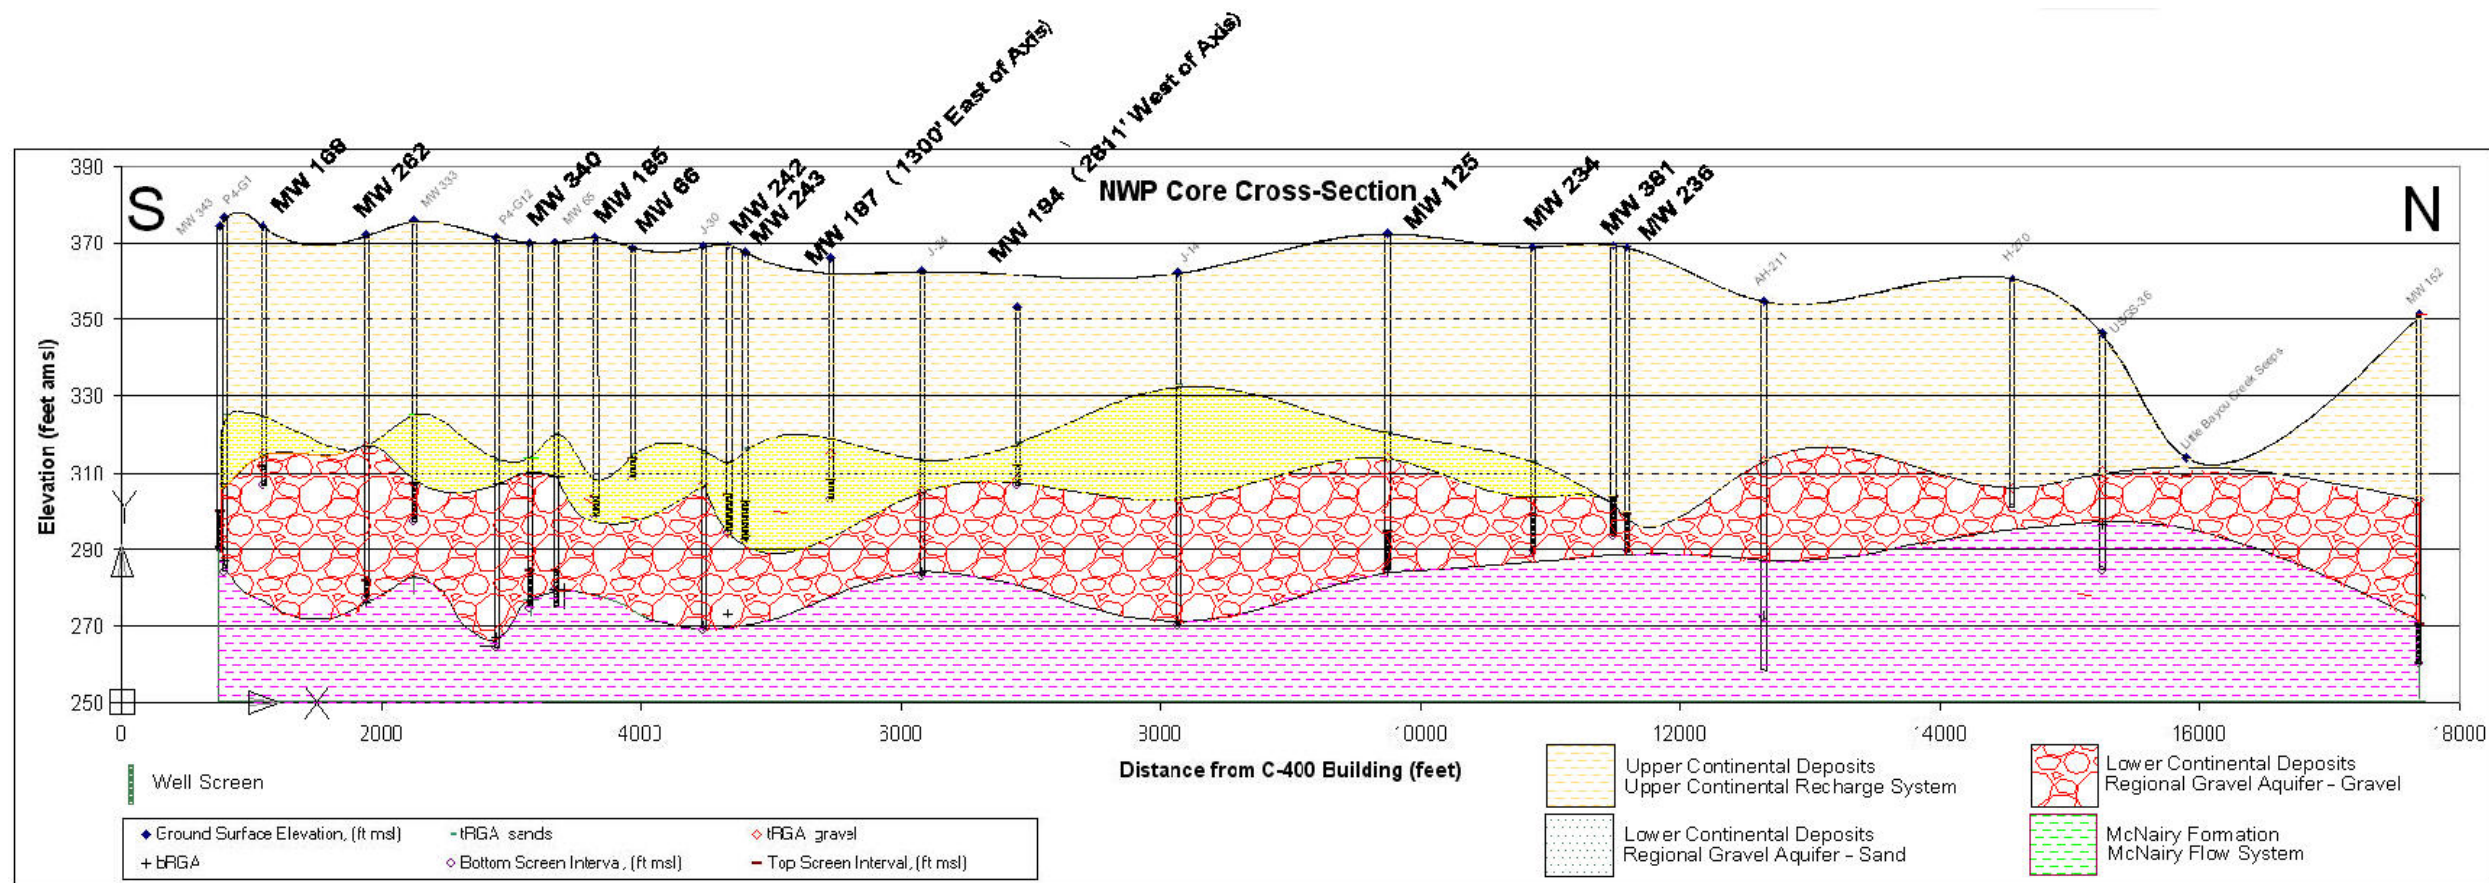 MW 197 (1300' East of Axis)
MW 194 (2811' West of Axis)
NWP Core Cross-Section
S
N
MW 343
P4-G1
MW 168
MW 262
MW 333
P4-G12
MW 340
MW 65
MW 185
MW 66
J-30
MW 242
MW 243
J-24
J-14
MW 125
MW 234
MW 381
MW 236
AH-211
H-270
USGS-36
Little Bayou Creek Seeps
MW 152
Elevation (feet amsl)
390
370
350
330
310
290
270
250
Y
X
0
2000
4000
12000
16000
Distance from C-400 Building (feet)
Well Screen
Ground Surface Elevation, (ft msl)
tRGA sands
tRGA gravel
bRGA
Bottom Screen Interval, (ft msl)
Top Screen Interval, (ft msl)
Upper Continental Deposits
Upper Continental Recharge System
Lower Continental Deposits
Regional Gravel Aquifer - Sand
Lower Continental Deposits
Regional Gravel Aquifer - Gravel
McNairy Formation
McNairy Flow System